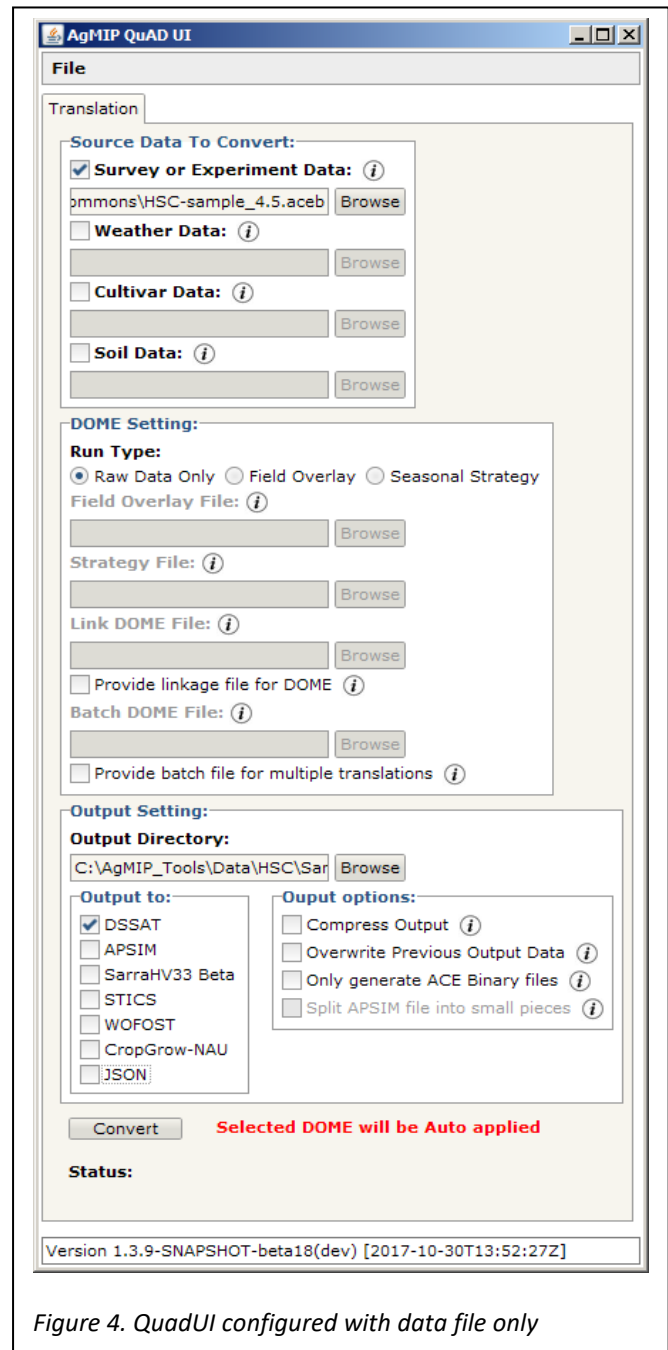 AgMIP QuAD UI
File
Translation
Source Data To Convert:
Survey or Experiment Data: i
ommons\HSC-sample_4.5.aceb Browse
Weather Data: i
Browse
Cultivar Data: i
Browse
Soil Data: i
Browse
DOME Setting:
Run Type:
Raw Data Only Field Overlay Seasonal Strategy
Field Overlay File: i
Browse
Strategy File: i
Browse
Link DOME File: i
Browse
Provide linkage file for DOME i
Batch DOME File: i
Browse
Provide batch file for multiple translations i
Output Setting:
Output Directory:
C:\AgMIP_Tools\Data\HSC\Sar Browse
Output to:
DSSAT
APSIM
SarraHV33 Beta
STICS
WOFOST
CropGrow-NAU
JSON
Ouput options:
Compress Output i
Overwrite Previous Output Data i
Only generate ACE Binary files i
Split APSIM file into small pieces i
Convert Selected DOME will be Auto applied
Status:
Version 1.3.9-SNAPSHOT-beta18(dev) [2017-10-30T13:52:27Z]
Figure 4. QuadUI configured with data file only